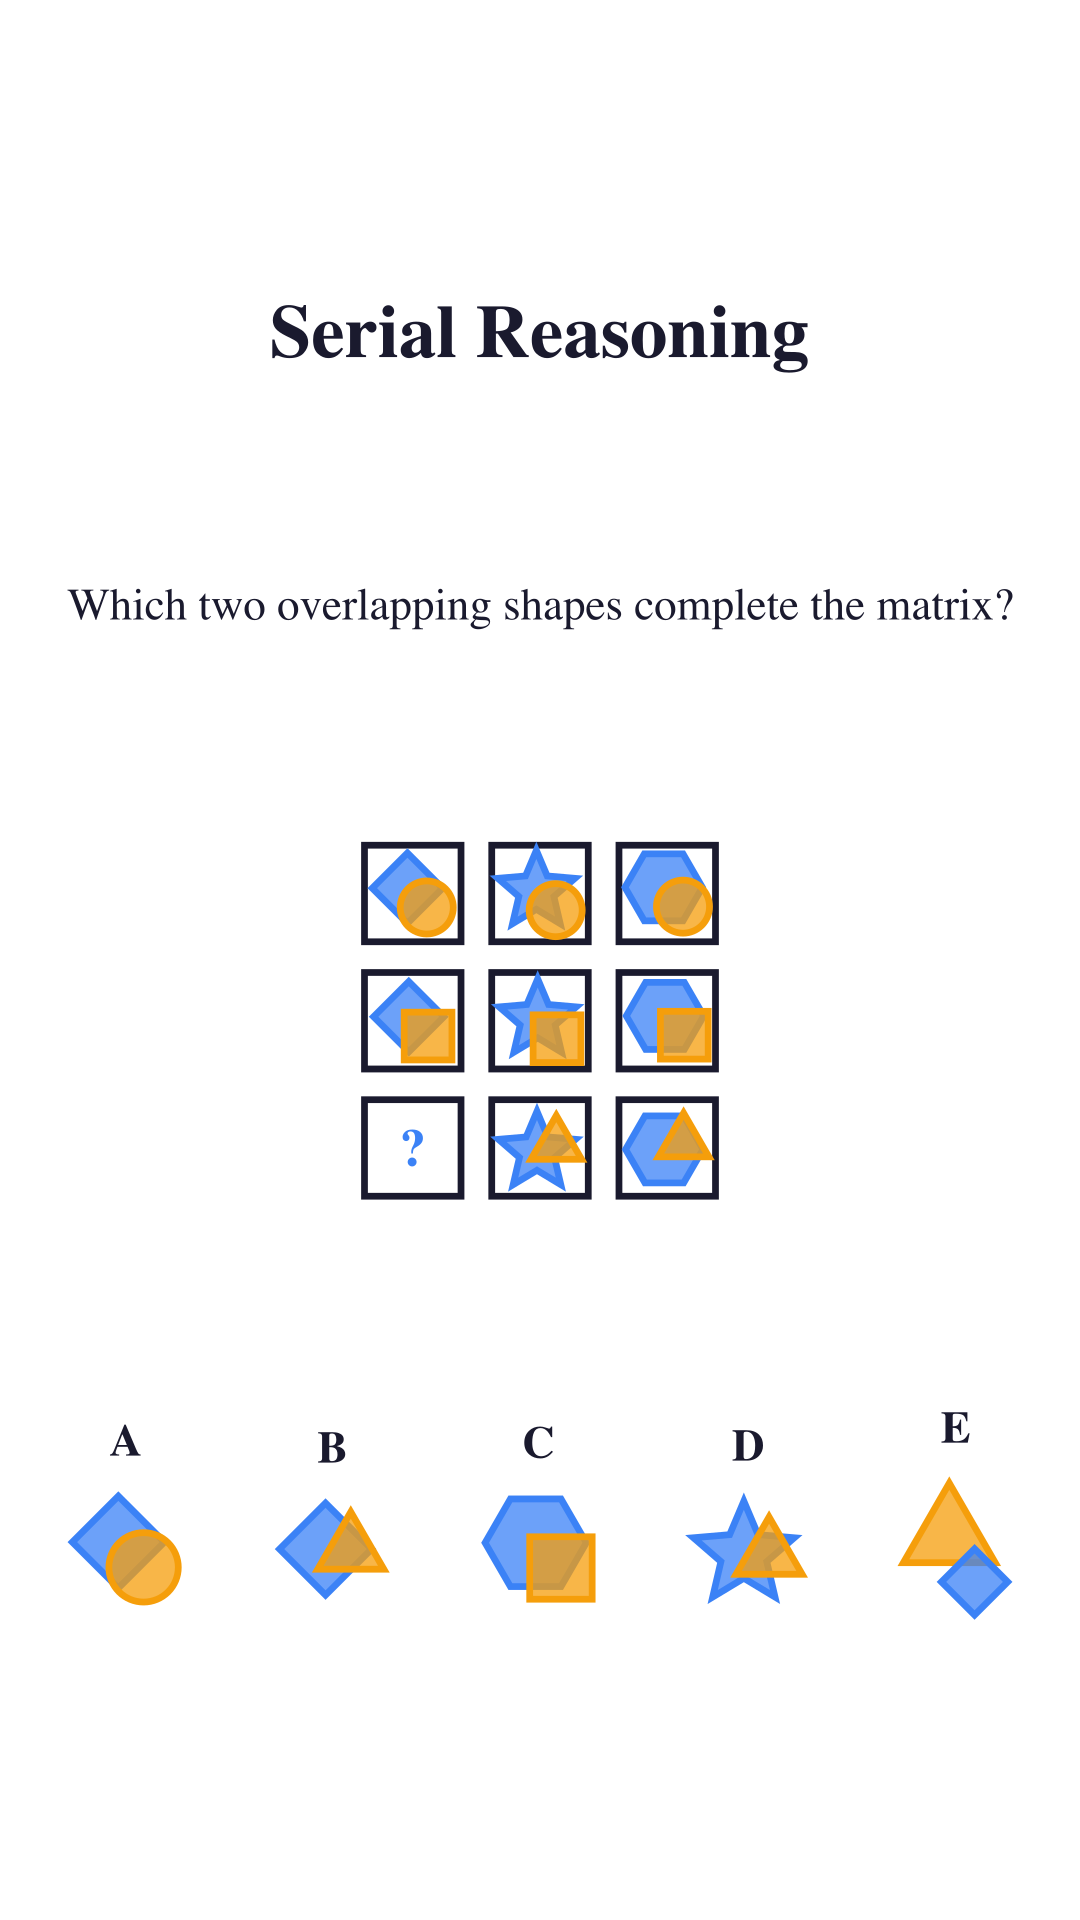 Serial Reasoning
Which two overlapping shapes complete the matrix?
?
A B C D E